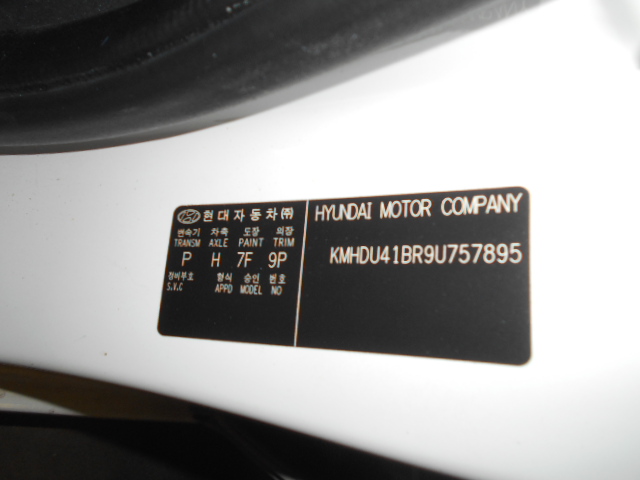 현대자동차㈜
변속기 차축 도장 외장
TRANSM AXLE PAINT TRIM
P H 7F 9P
정비부호 형식 승인 번호
S.V.C APPD MODEL NO
HYUNDAI MOTOR COMPANY
KMHDU41BR9U757895